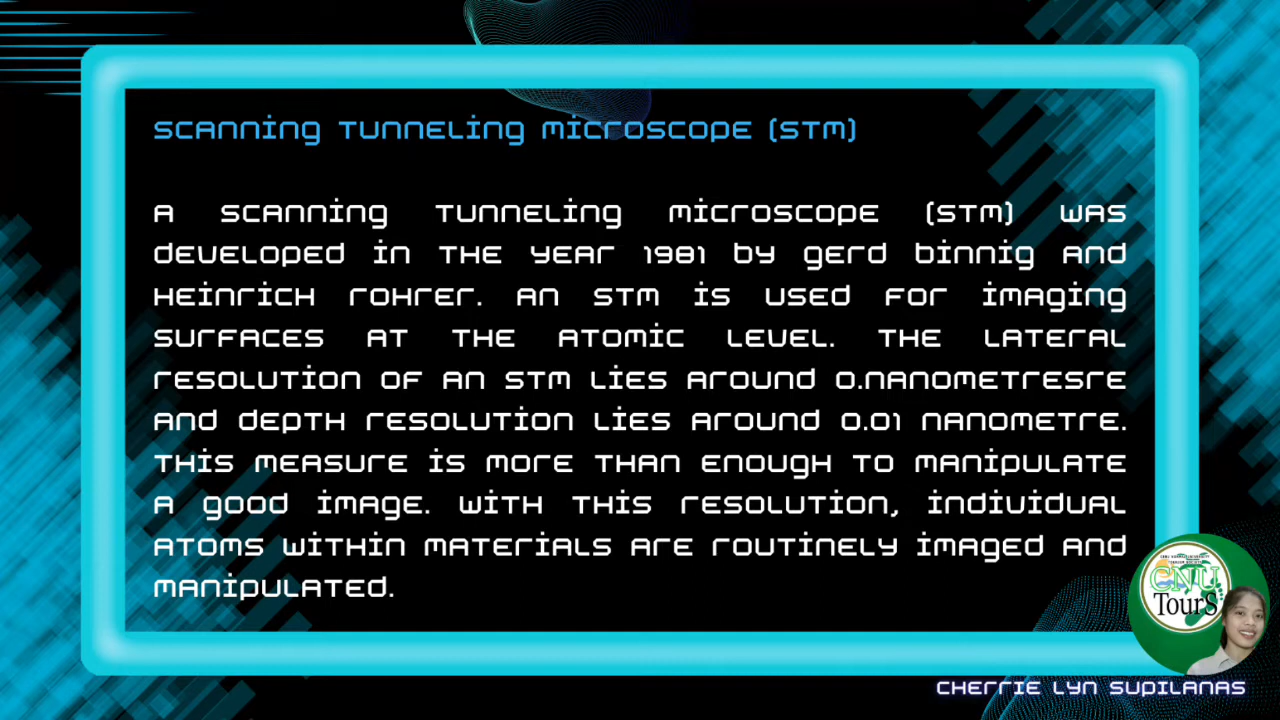 SCANNING TUNNELING MICROSCOPE (STM)
A SCANNING TUNNELING MICROSCOPE (STM) WAS
DEVELOPED IN THE YEAR 1981 BY GERD BINNIG AND
HEINRICH ROHRER. AN STM IS USED FOR IMAGING
SURFACES AT THE ATOMIC LEVEL. THE LATERAL
RESOLUTION OF AN STM LIES AROUND 0.NANOMETRESRE
AND DEPTH RESOLUTION LIES AROUND 0.01 NANOMETRE.
THIS MEASURE IS MORE THAN ENOUGH TO MANIPULATE
A GOOD IMAGE. WITH THIS RESOLUTION, INDIVIDUAL
ATOMS WITHIN MATERIALS ARE ROUTINELY IMAGED AND
MANIPULATED.
CNU
TourS
CHERRIE LYN SUPILANAS